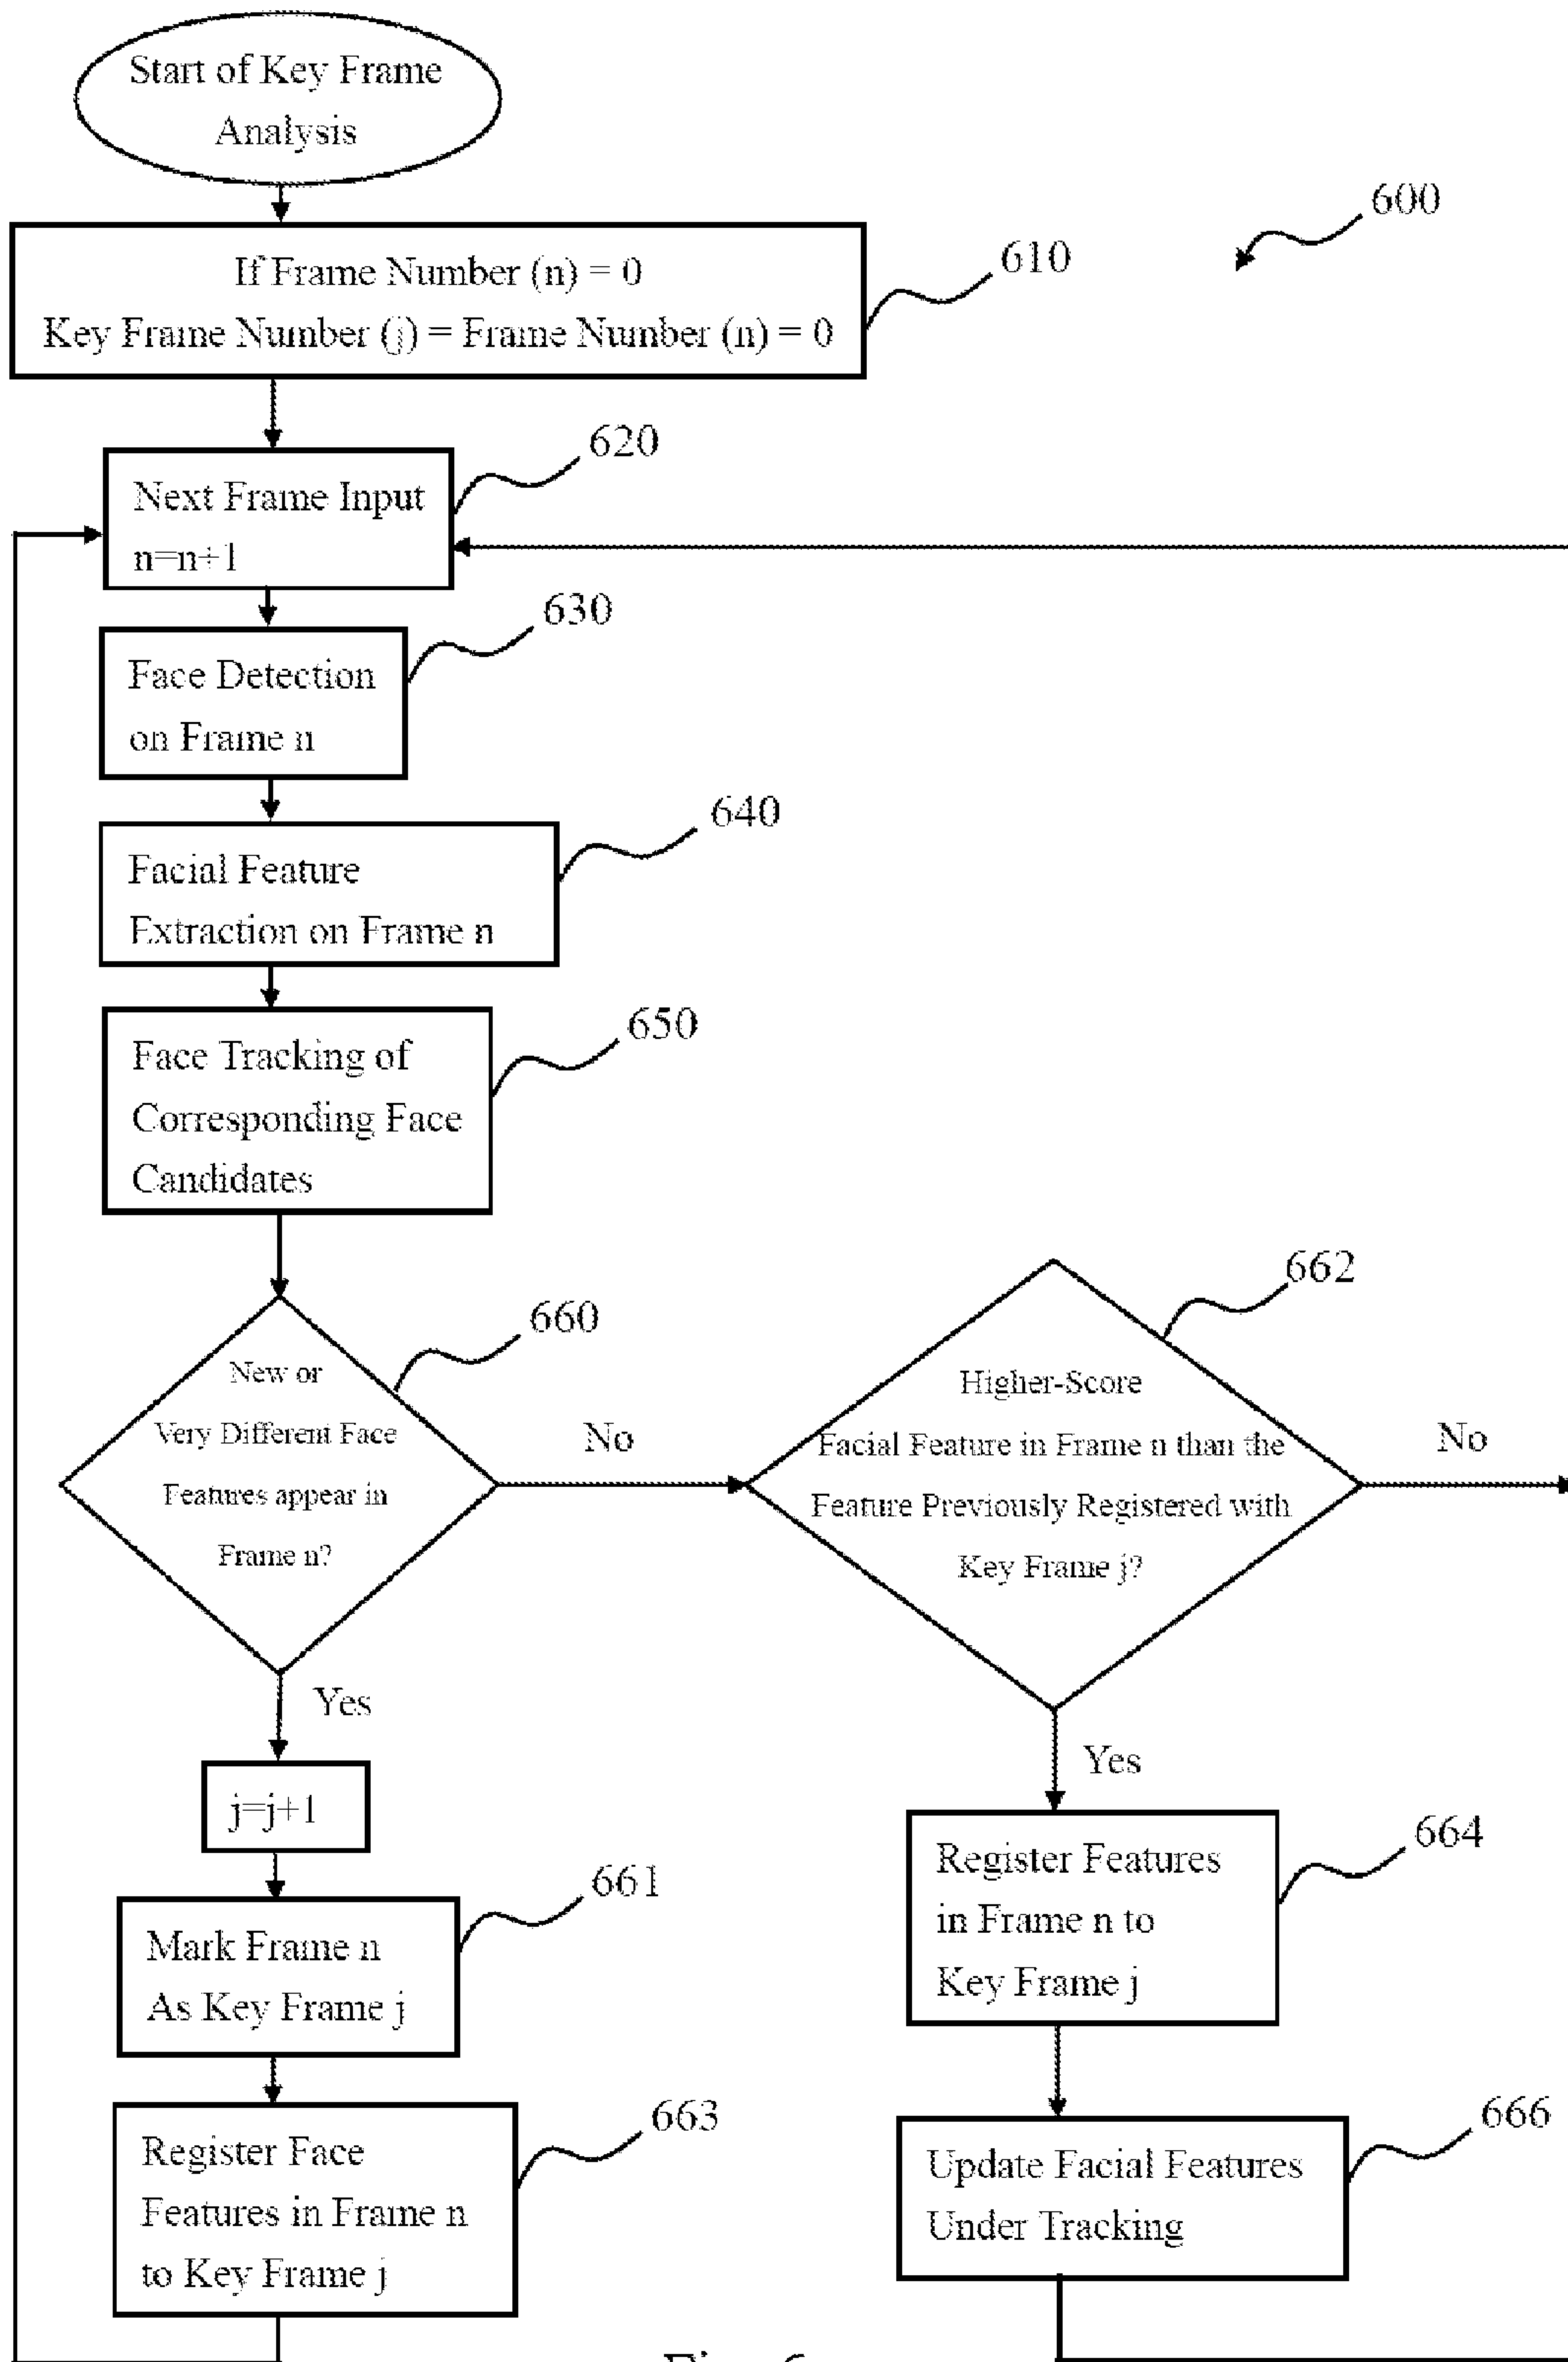 Start of Key Frame
Analysis
600
If Frame Number (n) = 0
Key Frame Number (j) = Frame Number (n) = 0
610
620
Next Frame Input
n=n+1
630
Face Detection
on Frame n
640
Facial Feature
Extraction on Frame n
650
Face Tracking of
Corresponding Face
Candidates
660
New or
Very Different Face
Features appear in
Frame n?
No
662
Higher-Score
Facial Feature in Frame n than the
Feature Previously Registered with
Key Frame j?
No
Yes
j=j+1
661
Mark Frame n
As Key Frame j
663
Register Face
Features in Frame n
to Key Frame j
Yes
664
Register Features
in Frame n to
Key Frame j
666
Update Facial Features
Under Tracking